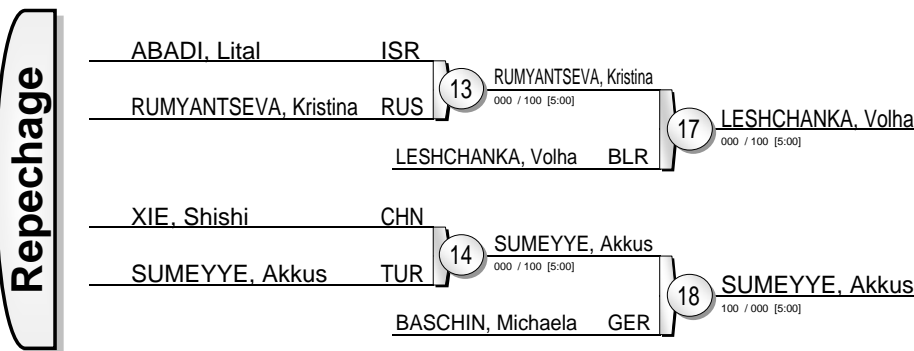 Repechage
ABADI, Lital ISR
RUMYANTSEVA, Kristina RUS
13
RUMYANTSEVA, Kristina
000 / 100 [5:00]
LESHCHANKA, Volha BLR
17
LESHCHANKA, Volha
000 / 100 [5:00]
XIE, Shishi CHN
SUMEYYE, Akkus TUR
14
SUMEYYE, Akkus
000 / 100 [5:00]
BASCHIN, Michaela GER
18
SUMEYYE, Akkus
100 / 000 [5:00]